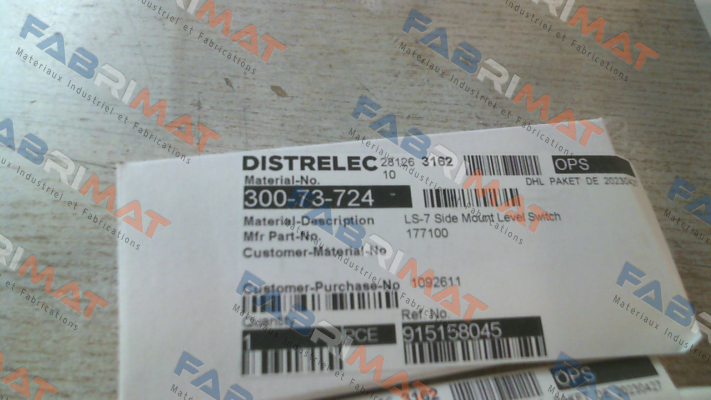 DISTRELEC 28126 3162 OPS
10
DHL PAKET DE
Material-No.
300-73-724
Material-Description LS-7 Side Mount Level Switch
Mfr Part-No. 177100
Customer-Material-No
Customer-Purchase-No 1092611
Ref-No
1 PCE 915158045
3162 OPS
FABRIMAT
Materiaux Industriel et Fabrications